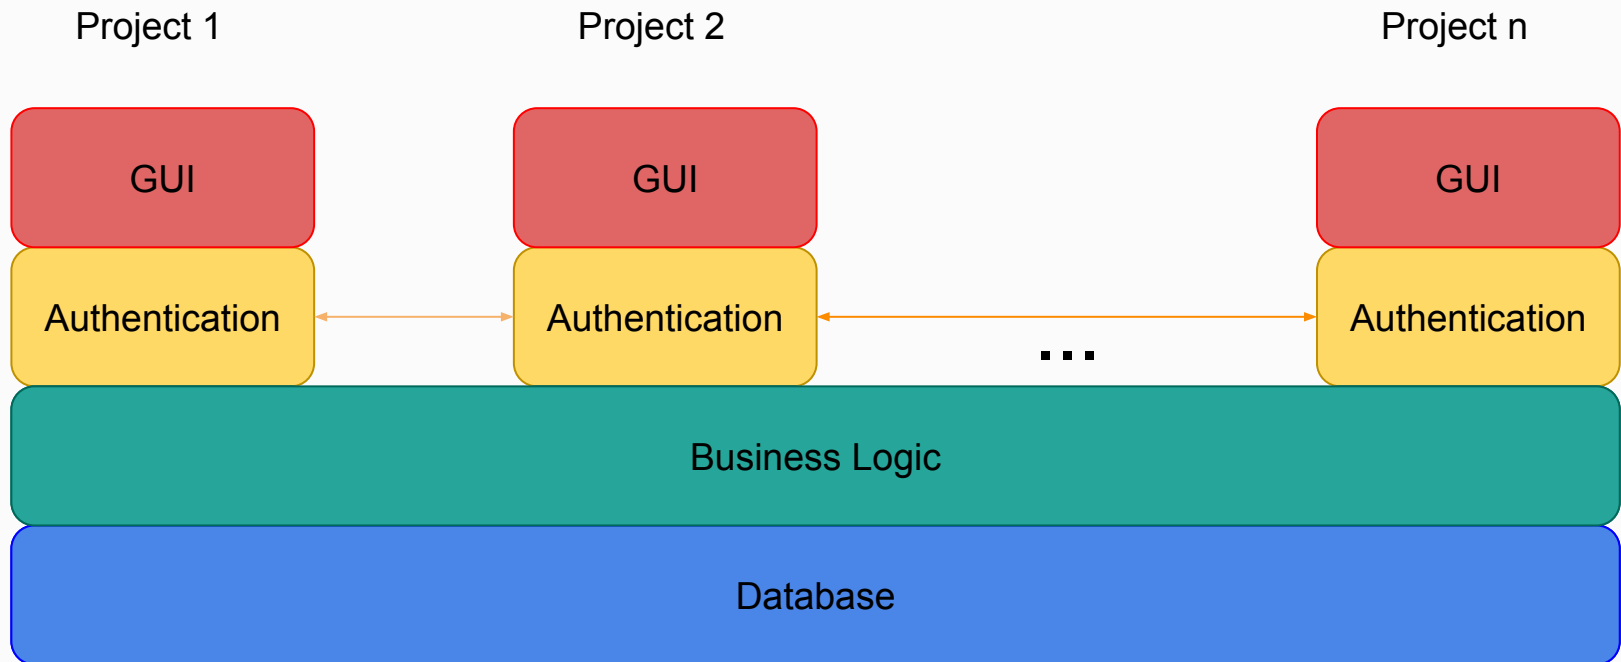 Project 1 Project 2 Project n
GUI GUI GUI
Authentication Authentication ... Authentication
Business Logic
Database